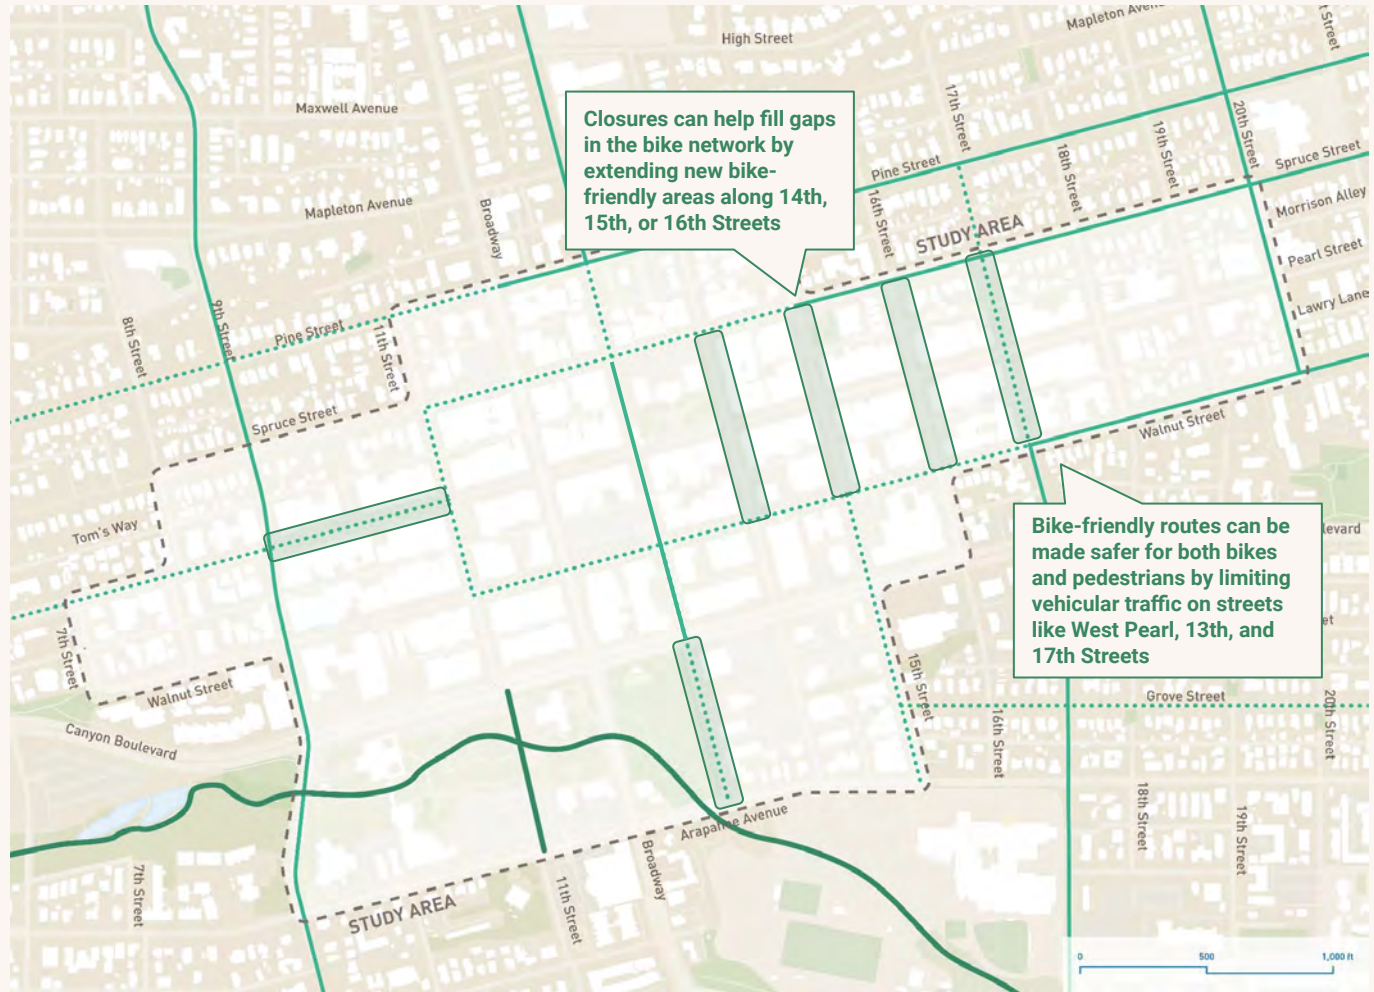 Mapleton Avenue
High Street
Maxwell Avenue
Closures can help fill gaps
in the bike network by
extending new bike-
friendly areas along 14th,
15th, or 16th Streets
17th Street
18th Street
19th Street
20th Street
Spruce Street
Pine Street
16th Street
Mapleton Avenue
Broadway
STUDY AREA
Morrison Alley
Pearl Street
Lawry Lane
9th Street
8th Street
Pine Street
11th Street
Spruce Street
Walnut Street
Tom's Way
Bike-friendly routes can be
made safer for both bikes
and pedestrians by limiting
vehicular traffic on streets
like West Pearl, 13th, and
17th Streets
7th Street
Walnut Street
Canyon Boulevard
15th Street
16th Street
Grove Street
20th Street
18th Street
19th Street
Arapahoe Avenue
Broadway
7th Street
11th Street
STUDY AREA
0 500 1,000 ft